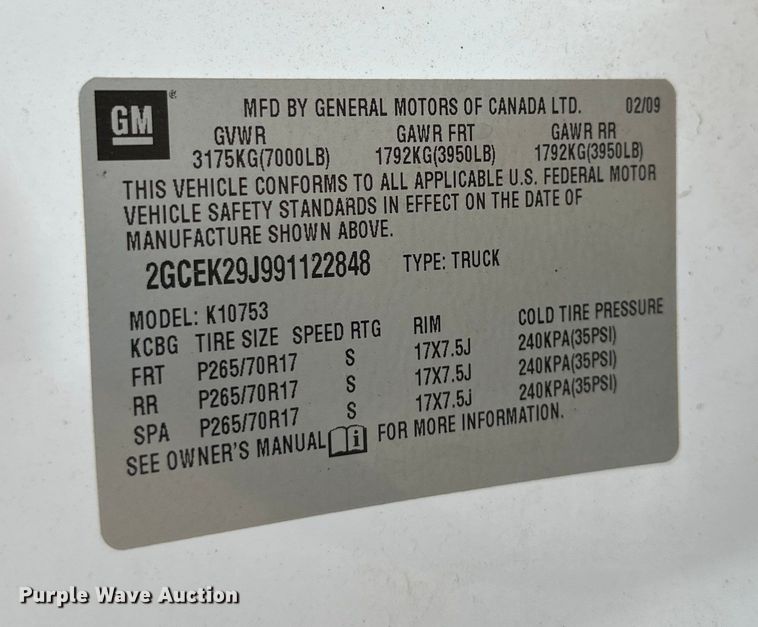 GM® MFD BY GENERAL MOTORS OF CANADA LTD. 02/09
GVWR GAWR FRT GAWR RR
3175KG(7000LB) 1792KG(3950LB) 1792KG(3950LB)
THIS VEHICLE CONFORMS TO ALL APPLICABLE U.S. FEDERAL MOTOR
VEHICLE SAFETY STANDARDS IN EFFECT ON THE DATE OF
MANUFACTURE SHOWN ABOVE.
2GCEK29J991122848 TYPE: TRUCK
MODEL: K10753
KCBG TIRE SIZE SPEED RTG RIM COLD TIRE PRESSURE
FRT P265/70R17 S 17X7.5J 240KPA(35PSI)
RR P265/70R17 S 17X7.5J 240KPA(35PSI)
SPA P265/70R17 S 17X7.5J 240KPA(35PSI)
SEE OWNER'S MANUAL i FOR MORE INFORMATION.
Purple Wave Auction